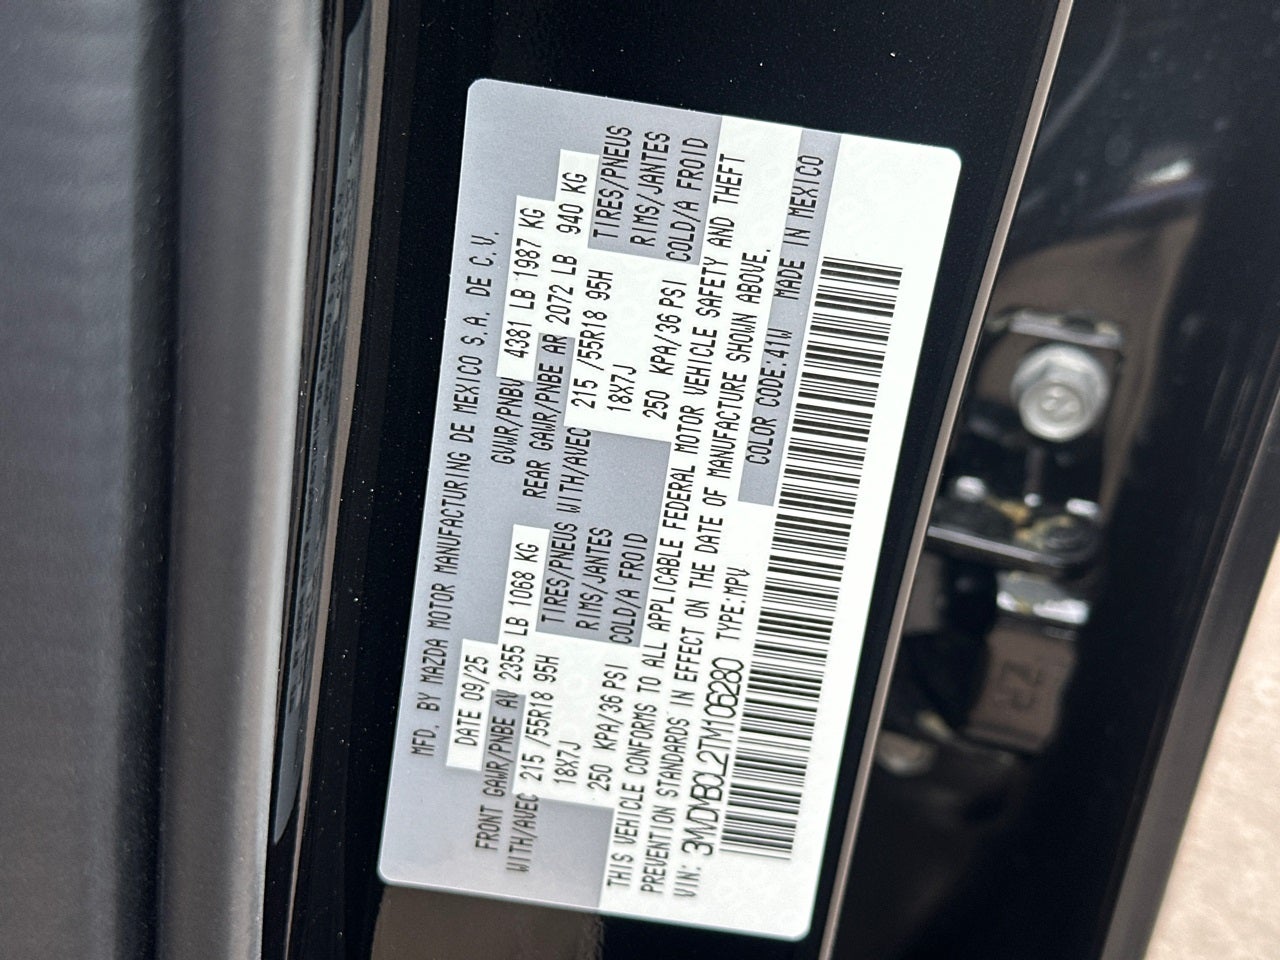 MFD. BY MAZDA MOTOR MANUFACTURING DE MEXICO S.A. DE C.V.
DATE 09/25 GVWR/PNBV 4381 LB 1987 KG
FRONT GAWR/PNBE AV 2355 LB 1068 KG REAR GAWR/PNBE AR 2072 LB 940 KG
WITH/AVEC 215 /55R18 95H TIRES/PNEUS WITH/AVEC 215 /55R18 95H TIRES/PNEUS
18X7J RIMS/JANTES 18X7J RIMS/JANTES
250 KPA/36 PSI COLD/A FROID 250 KPA/36 PSI COLD/A FROID
THIS VEHICLE CONFORMS TO ALL APPLICABLE FEDERAL MOTOR VEHICLE SAFETY AND THEFT
PREVENTION STANDARDS IN EFFECT ON THE DATE OF MANUFACTURE SHOWN ABOVE.
VIN: 3MVDMBCL2TM106280 TYPE:MPV COLOR CODE:41W MADE IN MEXICO